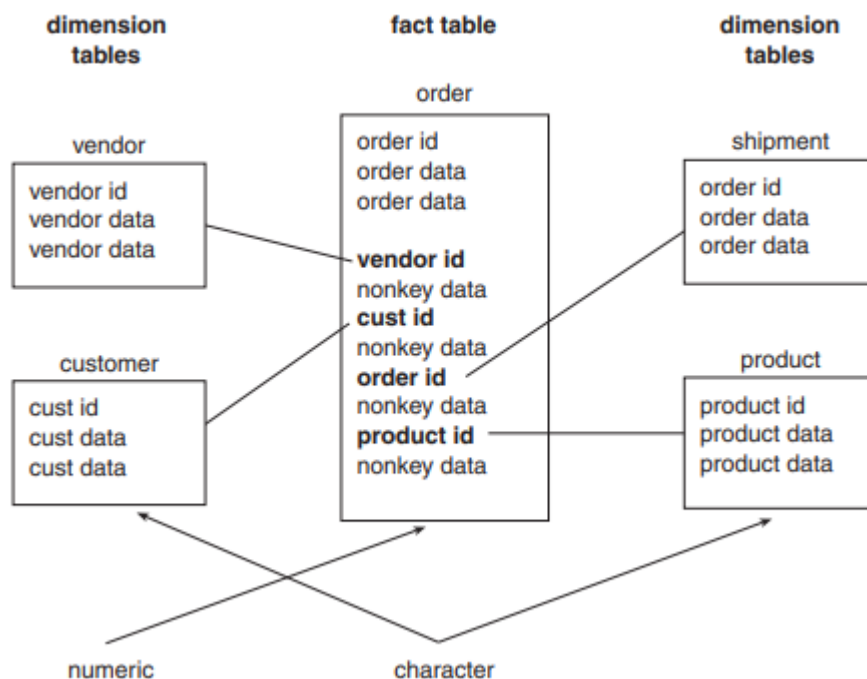 dimension
tables
fact table
dimension
tables
order
order id
order data
order data
vendor id
nonkey data
cust id
nonkey data
order id
nonkey data
product id
nonkey data
vendor
vendor id
vendor data
vendor data
customer
cust id
cust data
cust data
shipment
order id
order data
order data
product
product id
product data
product data
numeric
character